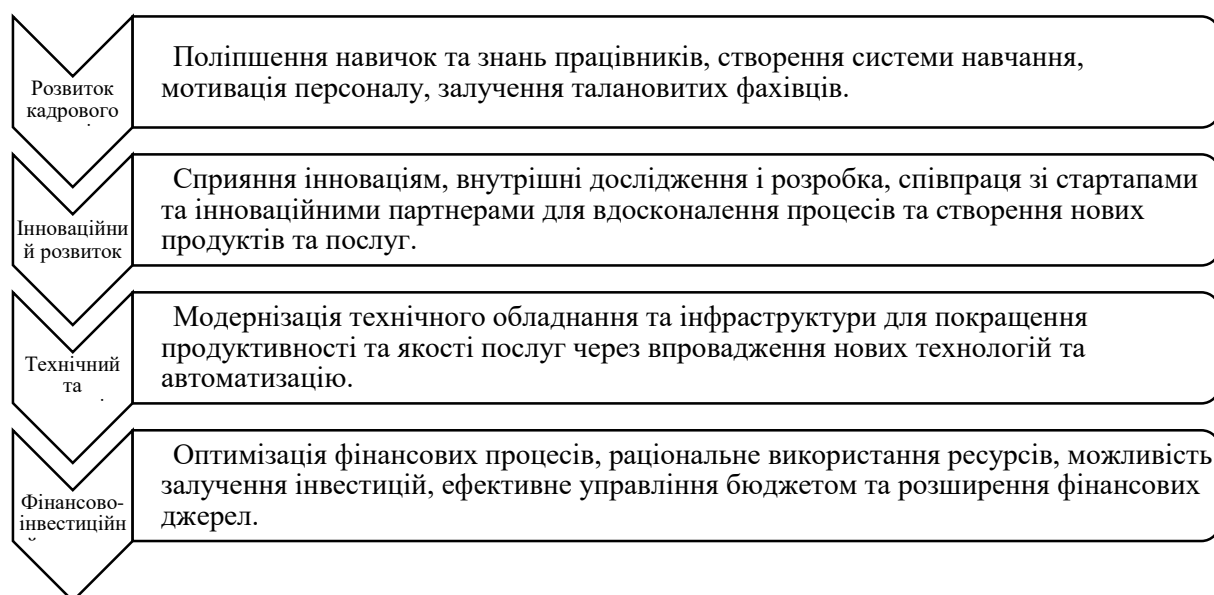 Розвиток
кадрового
Поліпшення навичок та знань працівників, створення системи навчання,
мотивація персоналу, залучення талановитих фахівців.
Інноваційни
й розвиток
Сприяння інноваціям, внутрішні дослідження і розробка, співпраця зі стартапами
та інноваційними партнерами для вдосконалення процесів та створення нових
продуктів та послуг.
Технічний
та
Модернізація технічного обладнання та інфраструктури для покращення
продуктивності та якості послуг через впровадження нових технологій та
автоматизацію.
Фінансово-
інвестиційн
Оптимізація фінансових процесів, раціональне використання ресурсів, можливість
залучення інвестицій, ефективне управління бюджетом та розширення фінансових
джерел.